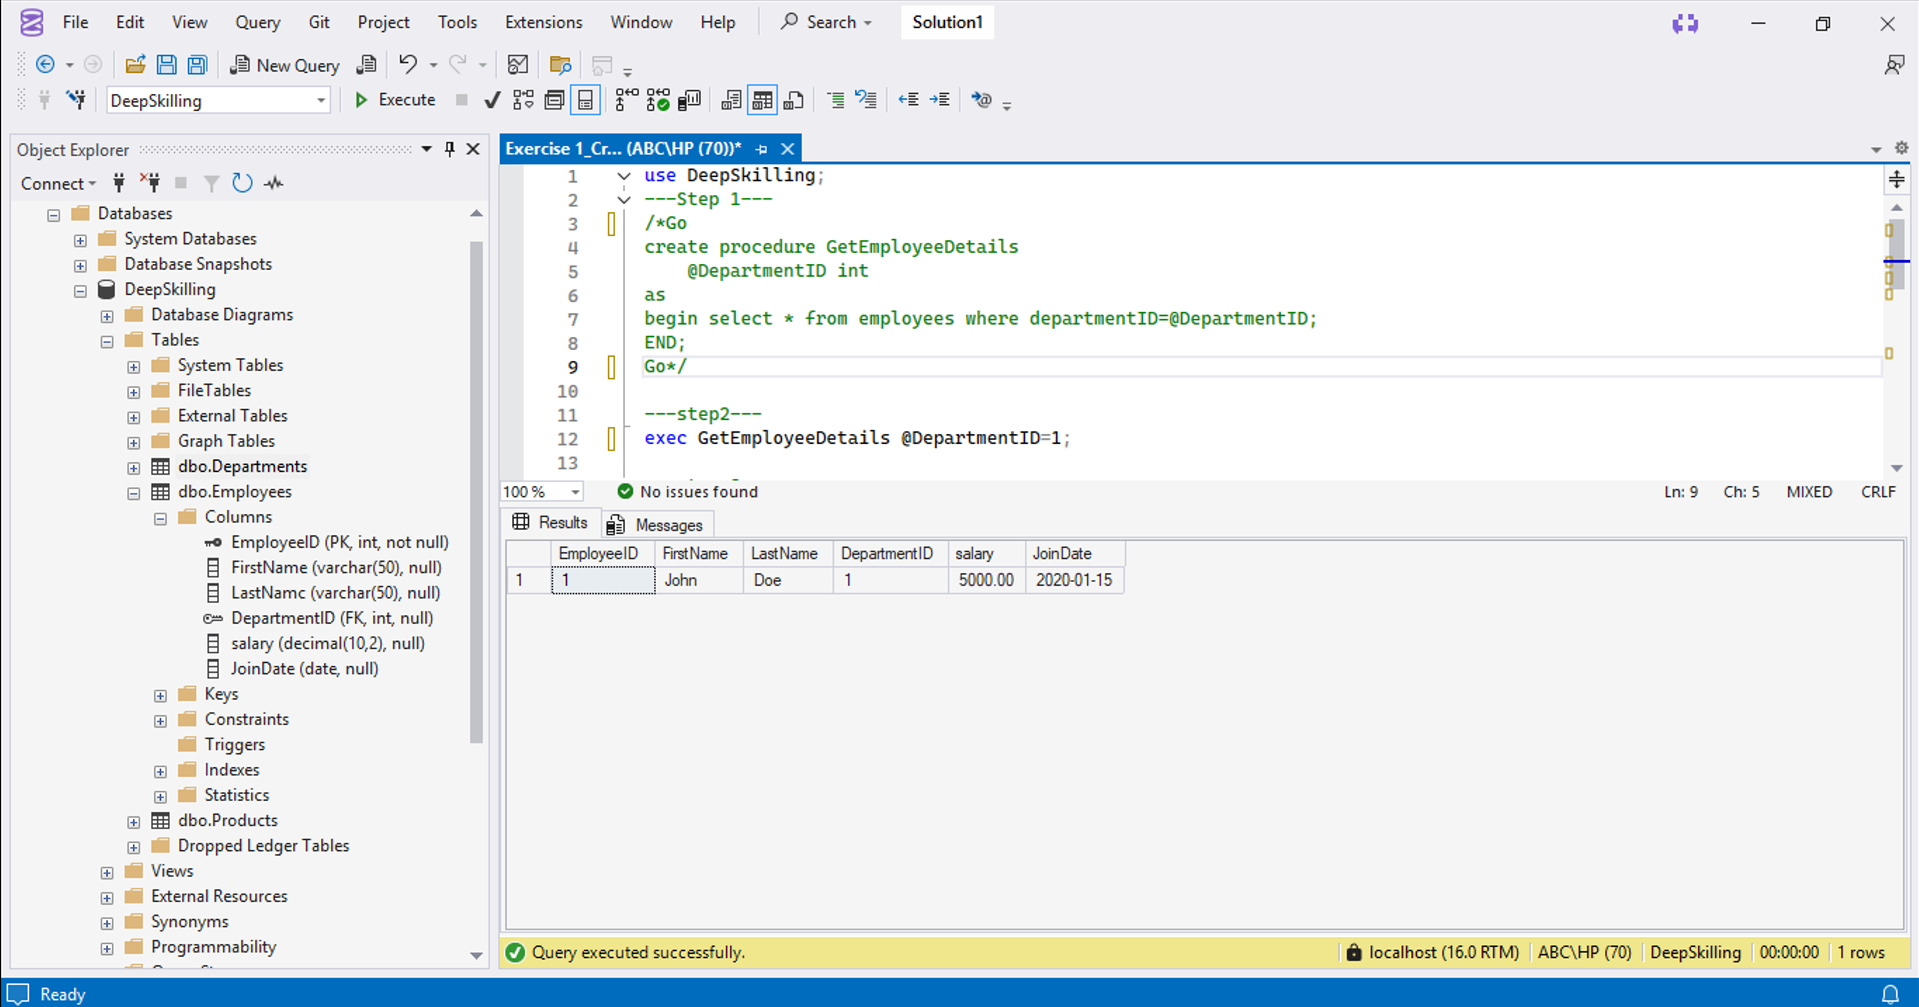 File Edit View Query Git Project Tools Extensions Window Help Search Solution1
New Query
DeepSkilling Execute
Object Explorer
Connect
Databases
System Databases
Database Snapshots
DeepSkilling
Database Diagrams
Tables
System Tables
FileTables
External Tables
Graph Tables
dbo.Departments
dbo.Employees
Columns
EmployeeID (PK, int, not null)
FirstName (varchar(50), null)
LastNamc (varchar(50), null)
DepartmentID (FK, int, null)
salary (decimal(10,2), null)
JoinDate (date, null)
Keys
Constraints
Triggers
Indexes
Statistics
dbo.Products
Dropped Ledger Tables
Views
External Resources
Synonyms
Programmability
Exercise 1_Cr... (ABC\HP (70))*
1 use DeepSkilling;
2 ---Step 1---
3 /*Go
4 create procedure GetEmployeeDetails
5 @DepartmentID int
6 as
7 begin select * from employees where departmentID=@DepartmentID;
8 END;
9 Go*/
10
11 ---step2---
12 exec GetEmployeeDetails @DepartmentID=1;
13
100 % No issues found Ln: 9 Ch: 5 MIXED CRLF
Results Messages
EmployeeID FirstName LastName DepartmentID salary JoinDate
1 1 John Doe 1 5000.00 2020-01-15
Query executed successfully. localhost (16.0 RTM) ABC\HP (70) DeepSkilling 00:00:00 1 rows
Ready